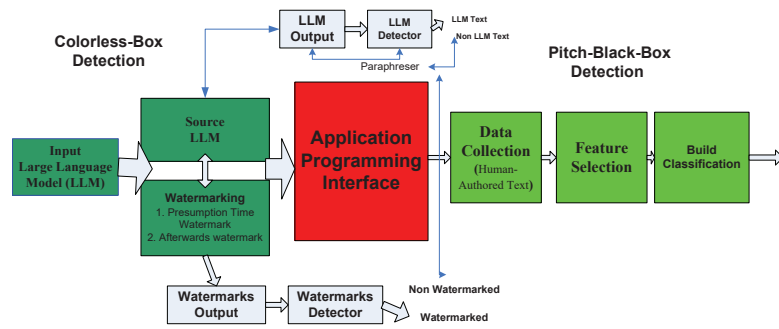 Colorless-Box
Detection
LLM
Output
LLM
Detector
LLM Text
Non LLM Text
Paraphreser
Pitch-Black-Box
Detection
Input
Large Language
Model (LLM)
Source
LLM
Watermarking
1. Presumption Time
Watermark
2. Afterwards watermark
Application
Programming
Interface
Data
Collection
(Human-
Authored Text)
Feature
Selection
Build
Classification
Watermarks
Output
Watermarks
Detector
Non Watermarked
Watermarked